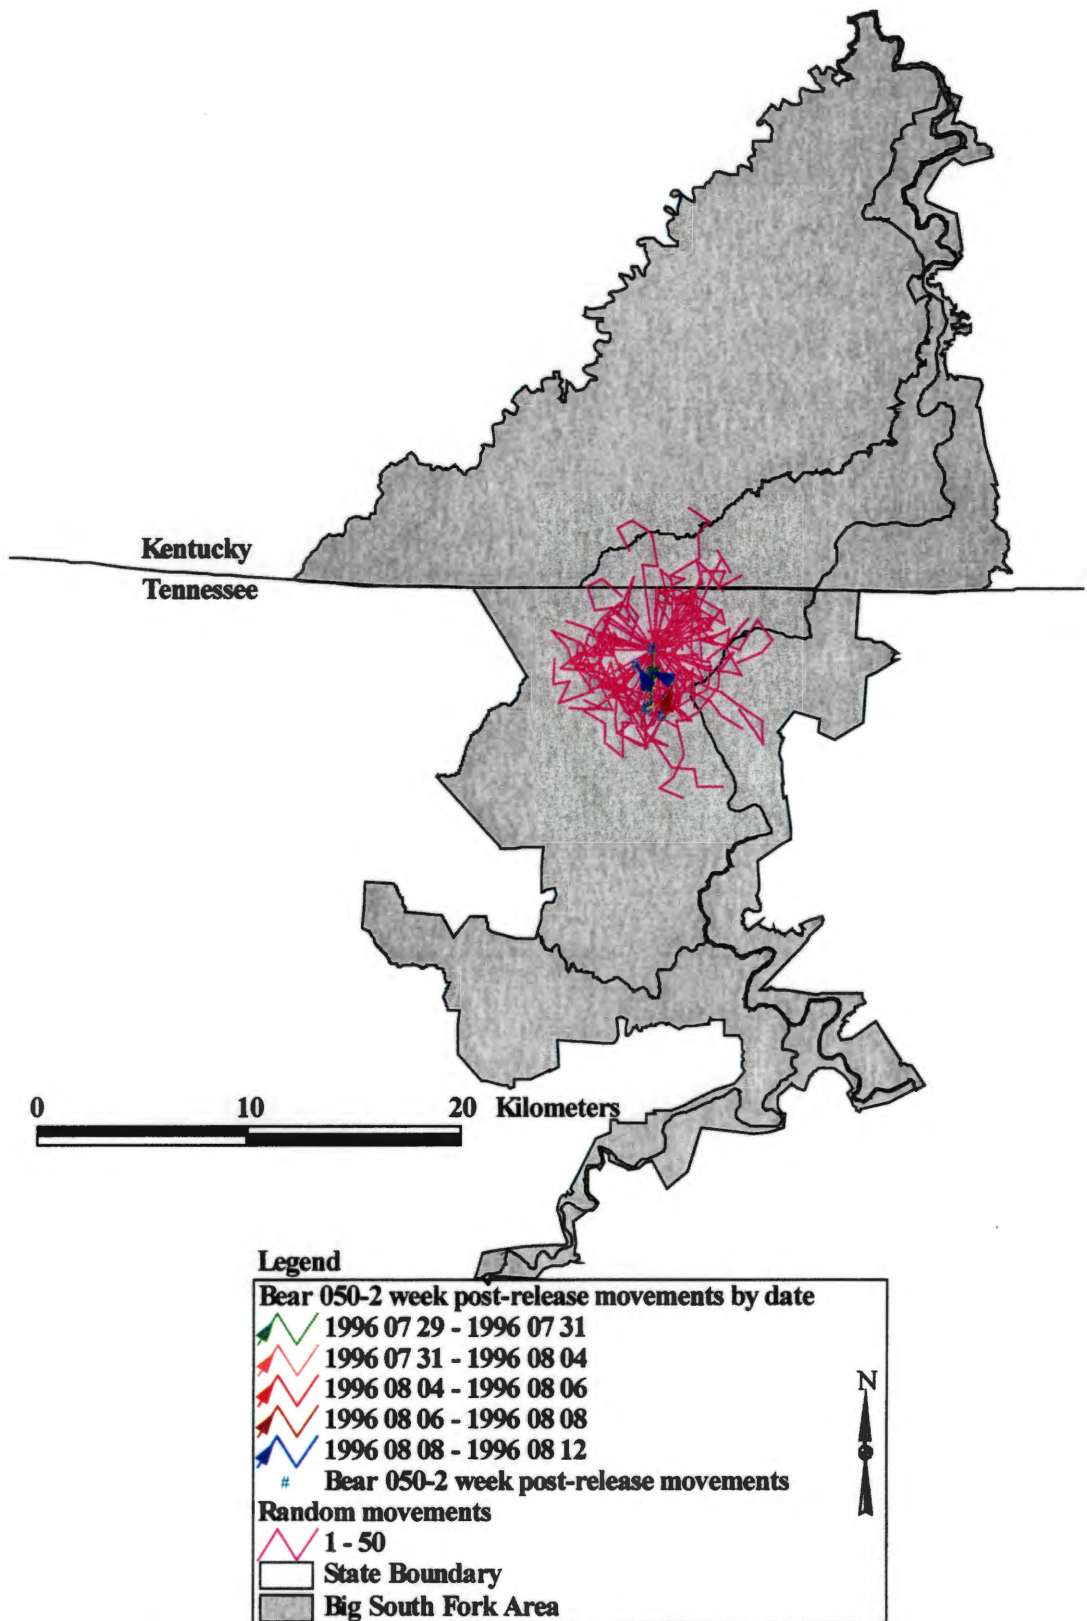 Kentucky
Tennessee
0 10 20 Kilometers
Legend
Bear 050-2 week post-release movements by date
1996 07 29 - 1996 07 31
1996 07 31 - 1996 08 04
1996 08 04 - 1996 08 06
1996 08 06 - 1996 08 08
1996 08 08 - 1996 08 12
# Bear 050-2 week post-release movements
N
Random movements
1 - 50
State Boundary
Big South Fork Area